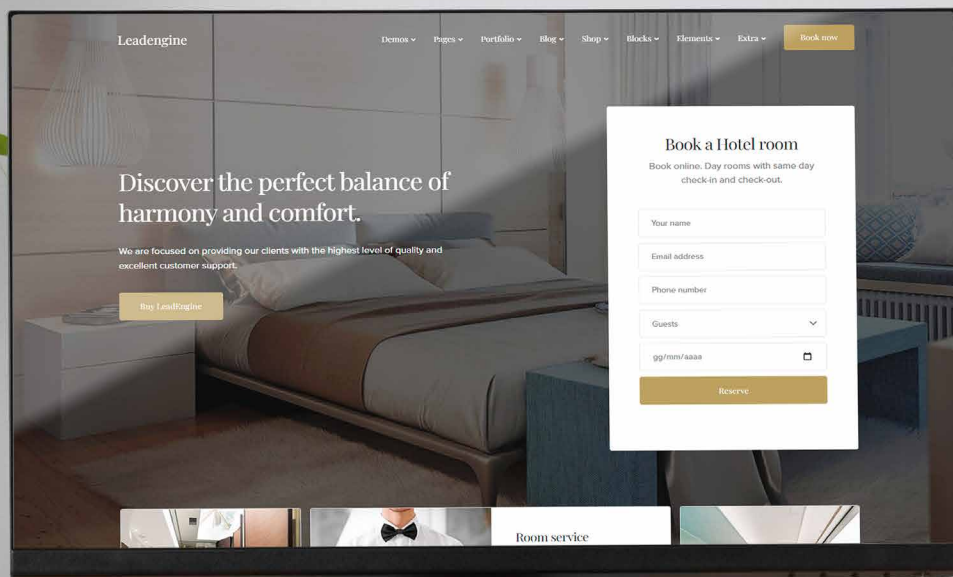 Leadengine
Demos
Pages
Portfolio
Blog
Shop
Blocks
Elements
Extra
Book now
Discover the perfect balance of
harmony and comfort.
We are focused on providing our clients with the highest level of quality and
excellent customer support.
Buy LeadEngine
Book a Hotel room
Book online. Day rooms with same day
check-in and check-out.
Your name
Email address
Phone number
Guests
gg/mm/aaaa
Reserve
Room service